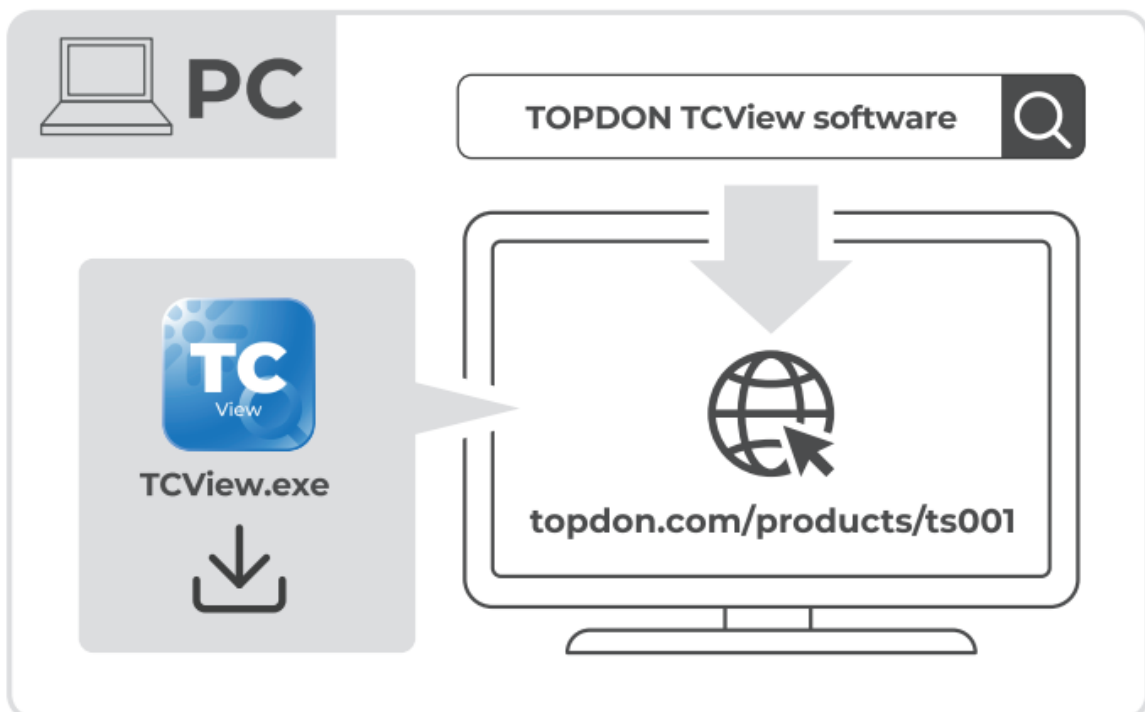 PC
TOPDON TCView software
TC
View
TCView.exe
topdon.com/products/ts001